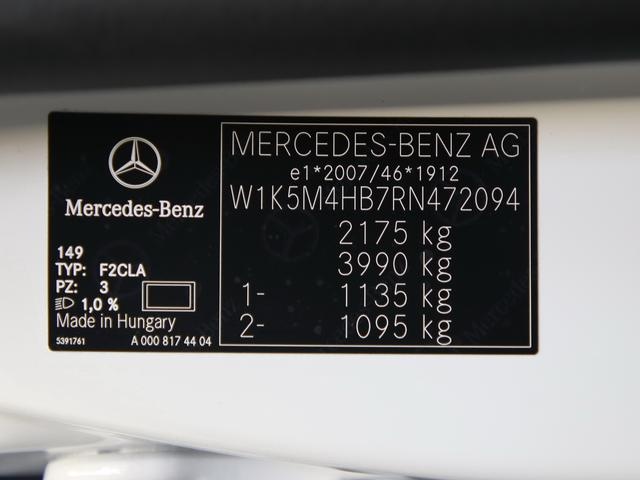 Mercedes-Benz
149
TYP: F2CLA
PZ: 3
1,0 %
Made in Hungary
5391761 A 000 817 44 04
MERCEDES-BENZ AG
e1*2007/46*1912
W1K5M4HB7RN472094
2175 kg
3990 kg
1- 1135 kg
2- 1095 kg